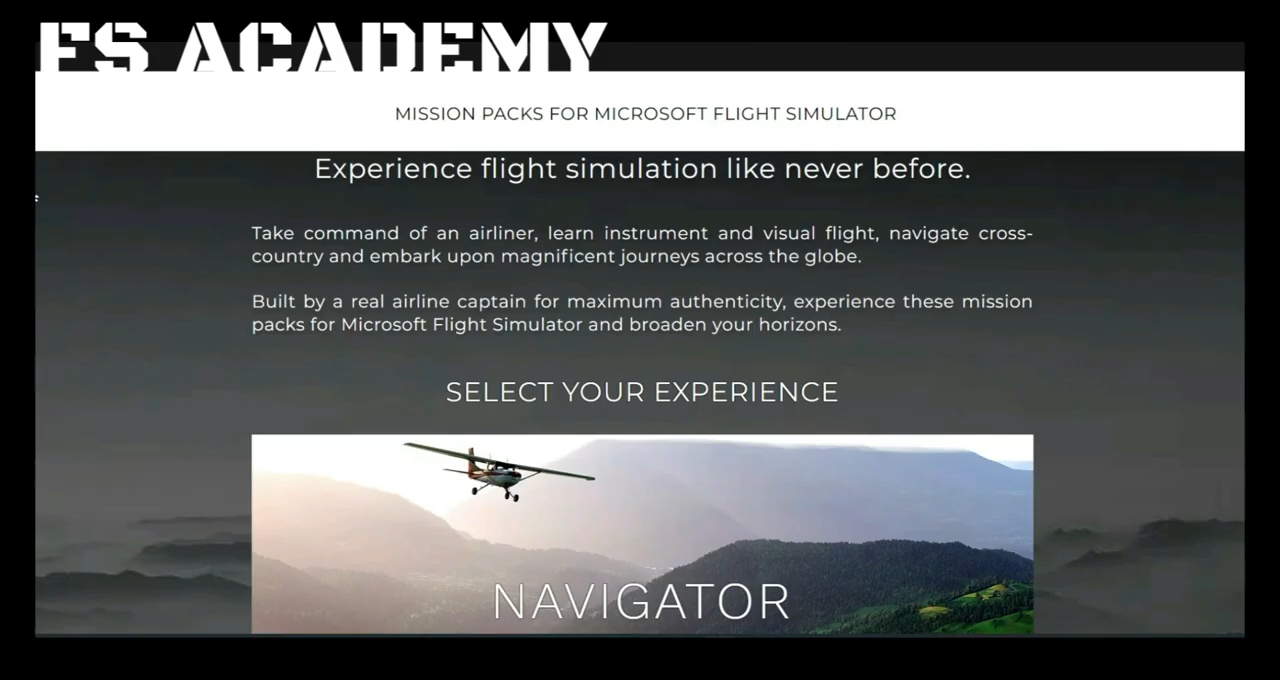 FS ACADEMY
MISSION PACKS FOR MICROSOFT FLIGHT SIMULATOR
Experience flight simulation like never before.
Take command of an airliner, learn instrument and visual flight, navigate cross-
country and embark upon magnificent journeys across the globe.
Built by a real airline captain for maximum authenticity, experience these mission
packs for Microsoft Flight Simulator and broaden your horizons.
SELECT YOUR EXPERIENCE
NAVIGATOR